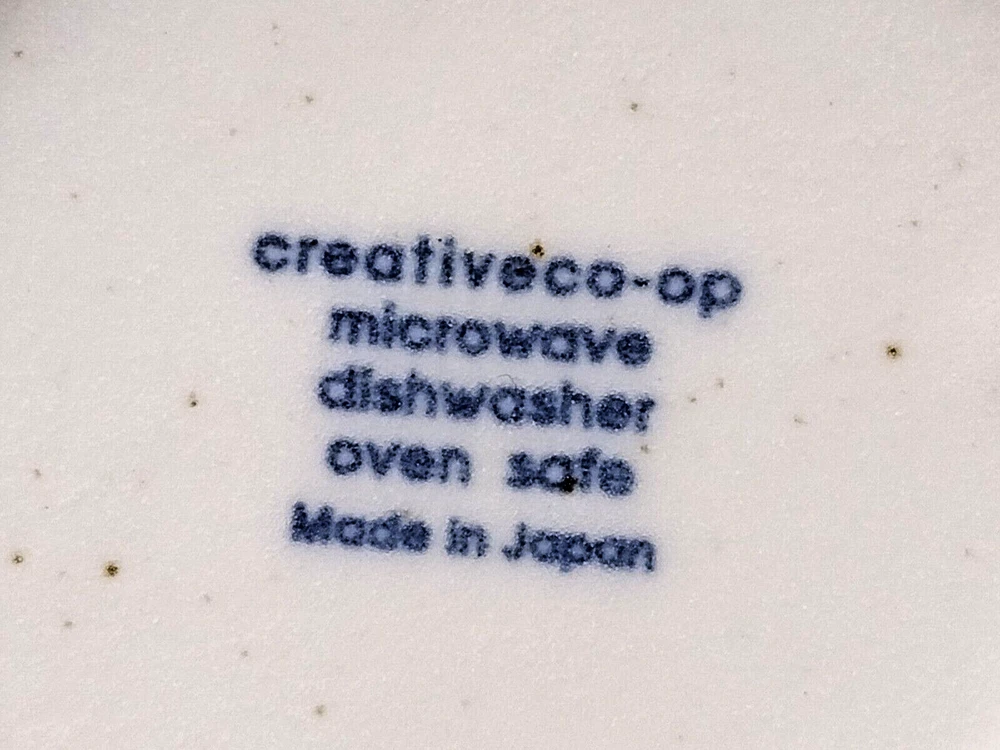 creativeco-op
microwave
dishwasher
oven safe
Made in Japan